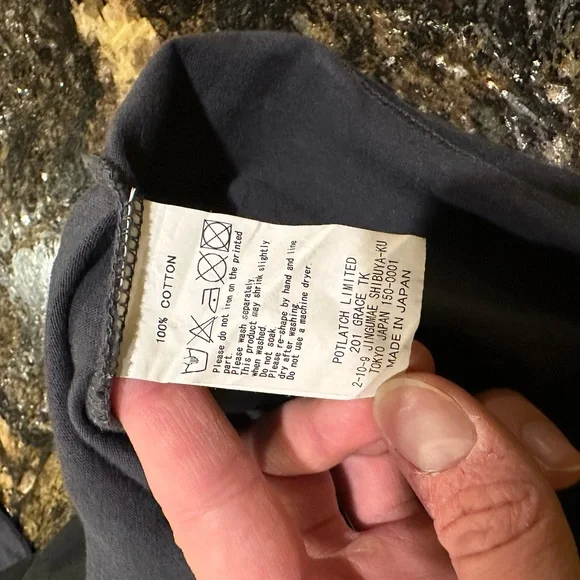 100% COTTON
Please do not iron on the printed
part.
Please wash separately.
This product may shrink slightly
when washed.
Do not soak.
Please re-shape by hand and line
dry after washing.
Do not use a machine dryer.
POTLATCH LIMITED
201 GRACE TK
2-10-9 JINGUMAE SHIBUYA-KU
TOKYO JAPAN 150-0001
MADE IN JAPAN